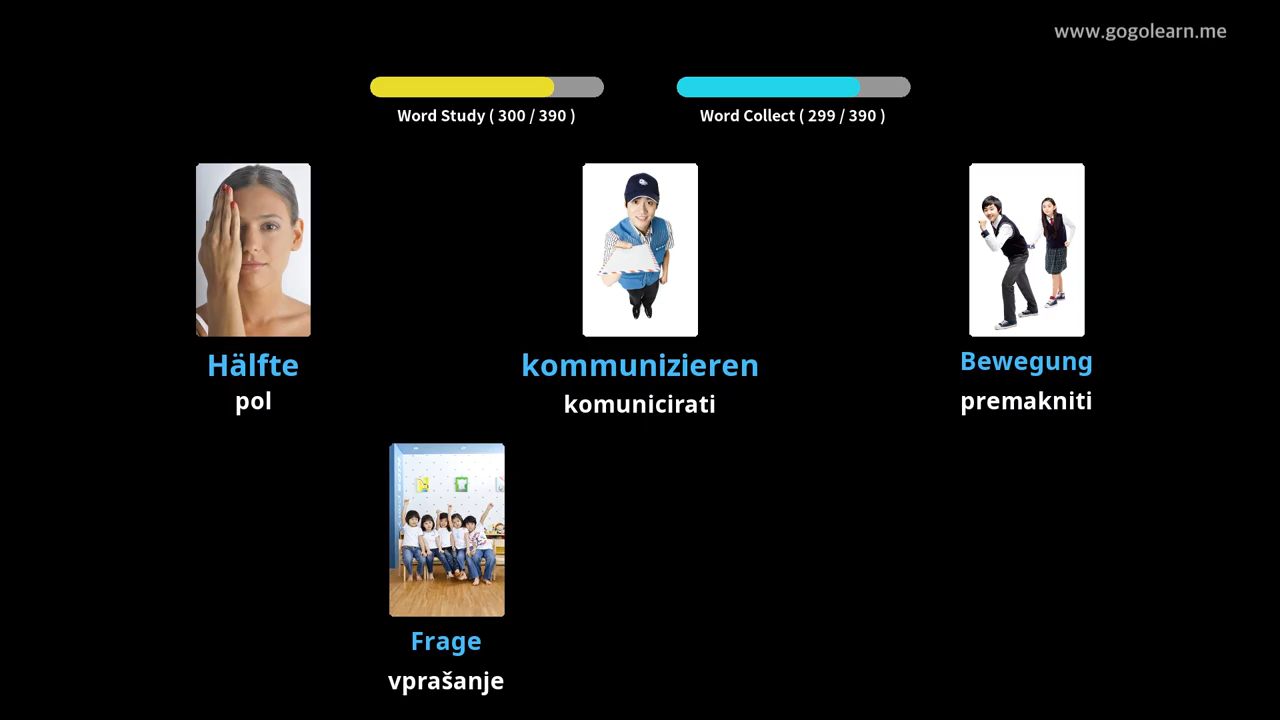 www.gogolearn.me
Word Study ( 300 / 390 )
Word Collect ( 299 / 390 )
Hälfte
pol
kommunizieren
komunicirati
Bewegung
premakniti
Frage
vprašanje